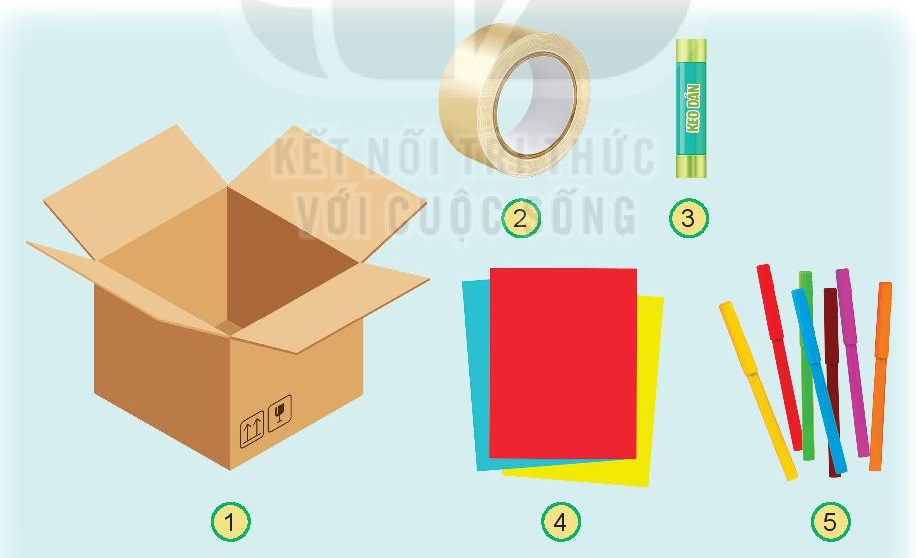 KẾT NỐI TRI THỨC
VỚI CUỘC SỐNG
KEO DÁN
2
3
1
4
5